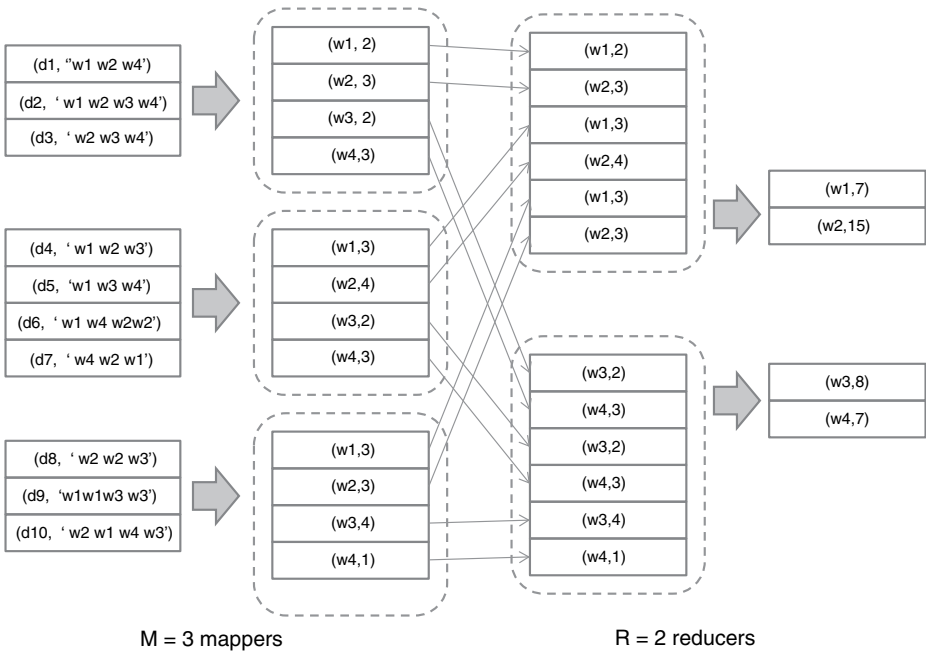 (d1, ‘’w1 w2 w4’)
(d2, ‘ w1 w2 w3 w4’)
(d3, ‘ w2 w3 w4’)
(d4, ‘ w1 w2 w3’)
(d5, ‘ w1 w3 w4’)
(d6, ‘ w1 w4 w2w2’)
(d7, ‘ w4 w2 w1’)
(d8, ‘ w2 w2 w3’)
(d9, ‘w1w1w3 w3’)
(d10, ‘ w2 w1 w4 w3’)
(w1, 2)
(w2, 3)
(w3, 2)
(w4,3)
(w1,3)
(w2,4)
(w3,2)
(w4,3)
(w1,3)
(w2,3)
(w3,4)
(w4,1)
M = 3 mappers
(w1,2)
(w2,3)
(w1,3)
(w2,4)
(w1,3)
(w2,3)
(w3,2)
(w4,3)
(w3,2)
(w4,3)
(w3,4)
(w4,1)
R = 2 reducers
(w1,7)
(w2,15)
(w3,8)
(w4,7)